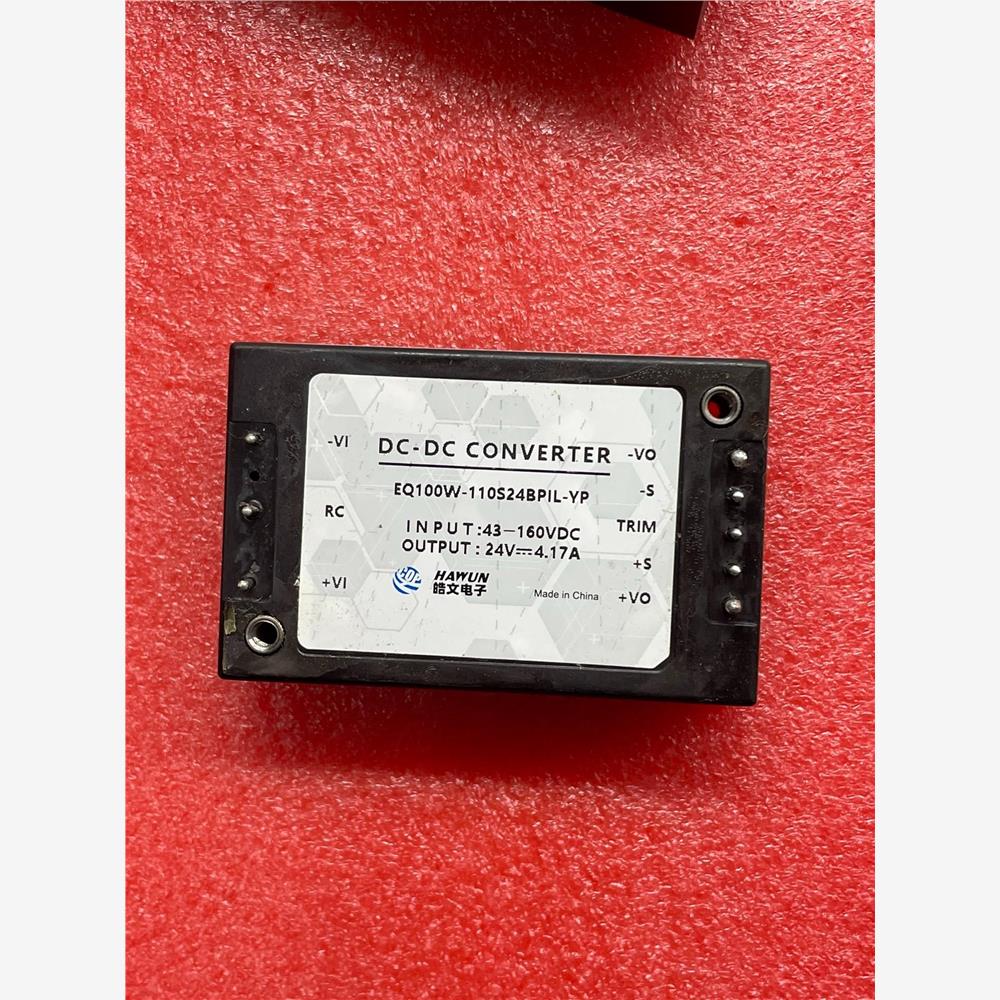 DC-DC CONVERTER
EQ100W-110S24BPIL-YP
INPUT:43—160VDC
OUTPUT: 24V⎓4.17A
HAWUN
皓文电子
Made in China
-VI
RC
+VI
-VO
-S
TRIM
+S
+VO